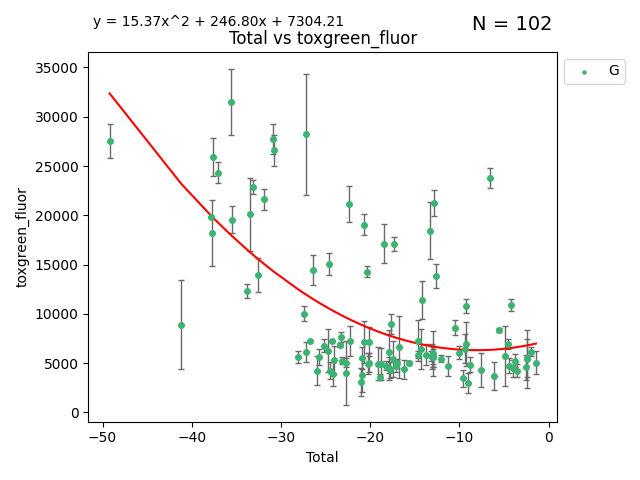 y = 15.37x^2 + 246.80x + 7304.21
N = 102
Total vs toxgreen_fluor
G
35000
30000
25000
20000
15000
10000
5000
0
toxgreen_fluor
−50
−40
−30
−20
−10
0
Total